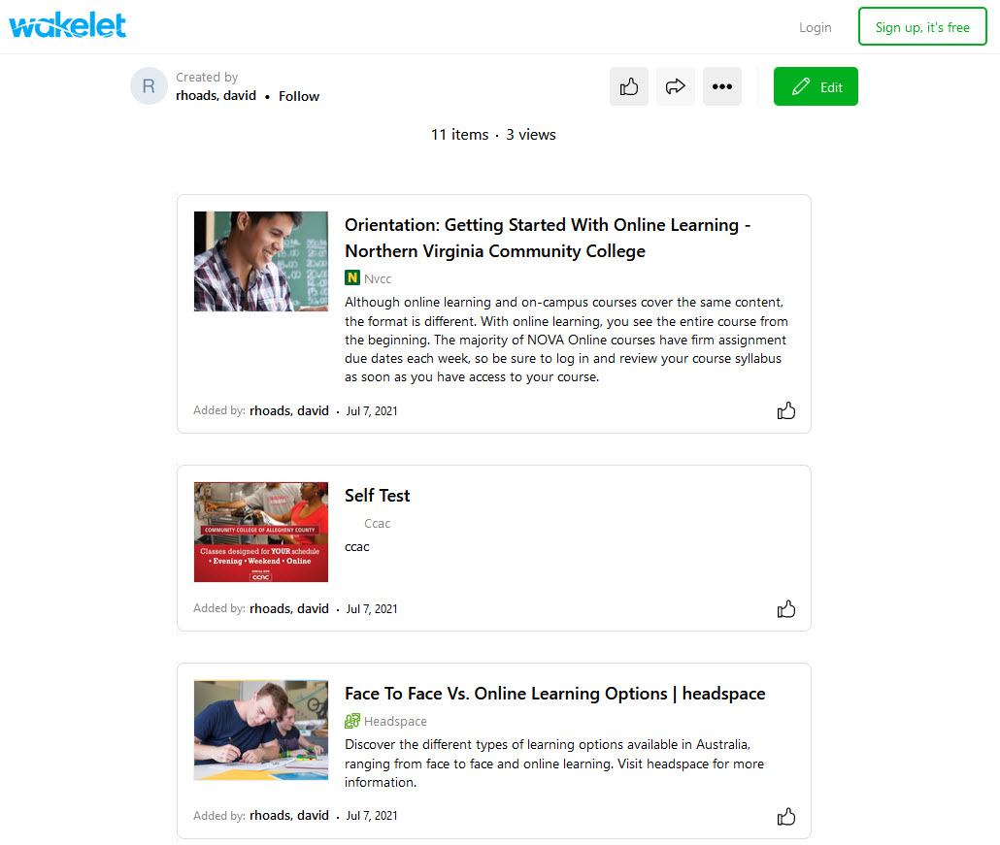 wakelet
Login
Sign up, it's free
R
Created by
rhoads, david • Follow
Edit
11 items · 3 views
Orientation: Getting Started With Online Learning -
Northern Virginia Community College
N Nvcc
Although online learning and on-campus courses cover the same content,
the format is different. With online learning, you see the entire course from
the beginning. The majority of NOVA Online courses have firm assignment
due dates each week, so be sure to log in and review your course syllabus
as soon as you have access to your course.
Added by: rhoads, david · Jul 7, 2021
COMMUNITY COLLEGE OF ALLEGHENY COUNTY
Classes designed for YOUR schedule
• Evening • Weekend • Online
CCAC
Self Test
Ccac
ccac
Added by: rhoads, david · Jul 7, 2021
Face To Face Vs. Online Learning Options | headspace
Headspace
Discover the different types of learning options available in Australia,
ranging from face to face and online learning. Visit headspace for more
information.
Added by: rhoads, david · Jul 7, 2021